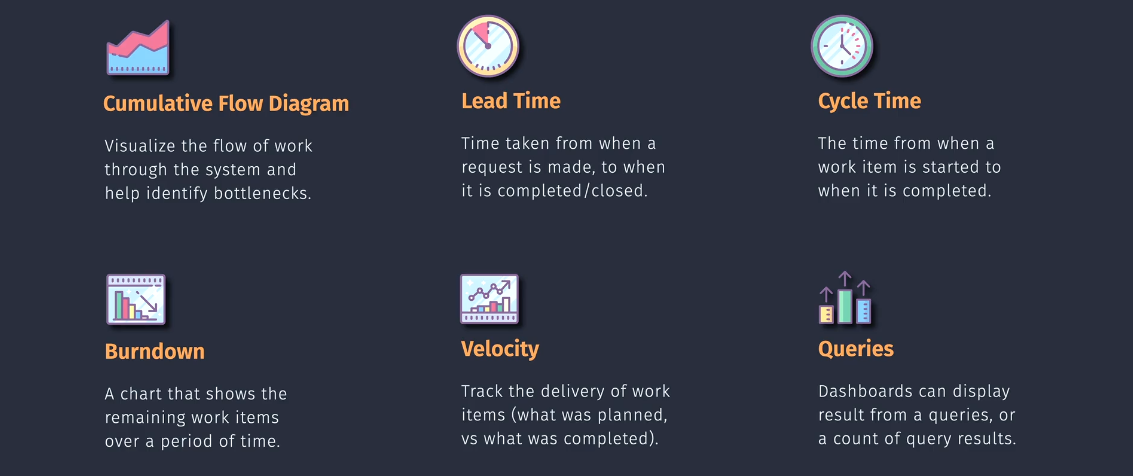 Cumulative Flow Diagram
Visualize the flow of work
through the system and
help identify bottlenecks.
Lead Time
Time taken from when a
request is made, to when
it is completed/closed.
Cycle Time
The time from when a
work item is started to
when it is completed.
Burndown
A chart that shows the
remaining work items
over a period of time.
Velocity
Track the delivery of work
items (what was planned,
vs what was completed).
Queries
Dashboards can display
result from a queries, or
a count of query results.